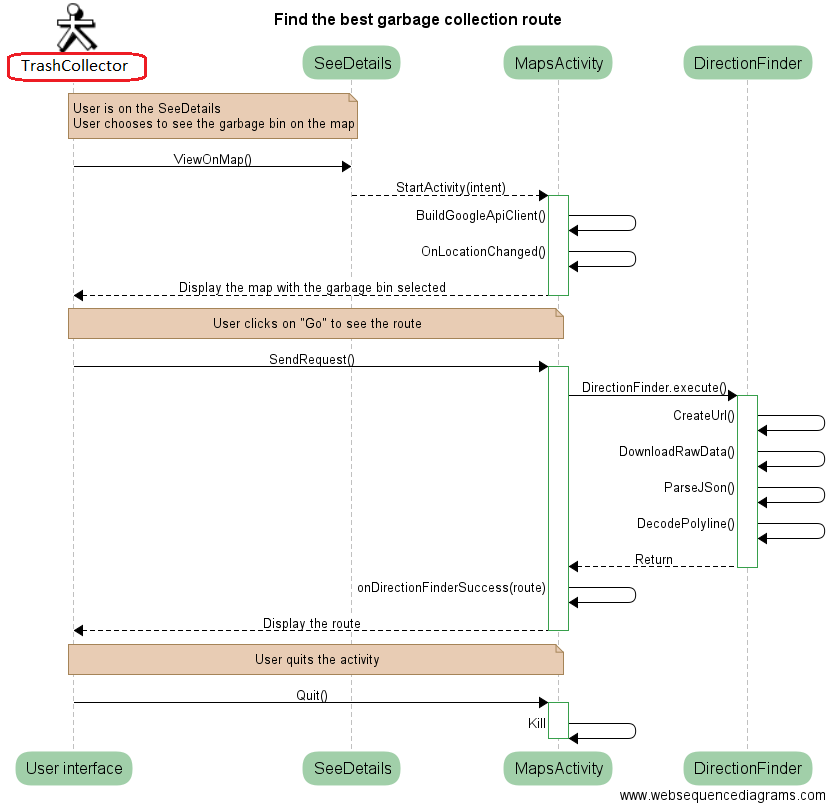 Find the best garbage collection route
TrashCollector
SeeDetails
MapsActivity
DirectionFinder
User is on the SeeDetails
User chooses to see the garbage bin on the map
ViewOnMap()
StartActivity(intent)
BuildGoogleApiClient()
OnLocationChanged()
Display the map with the garbage bin selected
User clicks on "Go" to see the route
SendRequest()
DirectionFinder.execute()
CreateUrl()
DownloadRawData()
ParseJSon()
DecodePolyline()
Return
onDirectionFinderSuccess(route)
Display the route
User quits the activity
Quit()
Kill
User interface
SeeDetails
MapsActivity
DirectionFinder
www.websequencediagrams.com